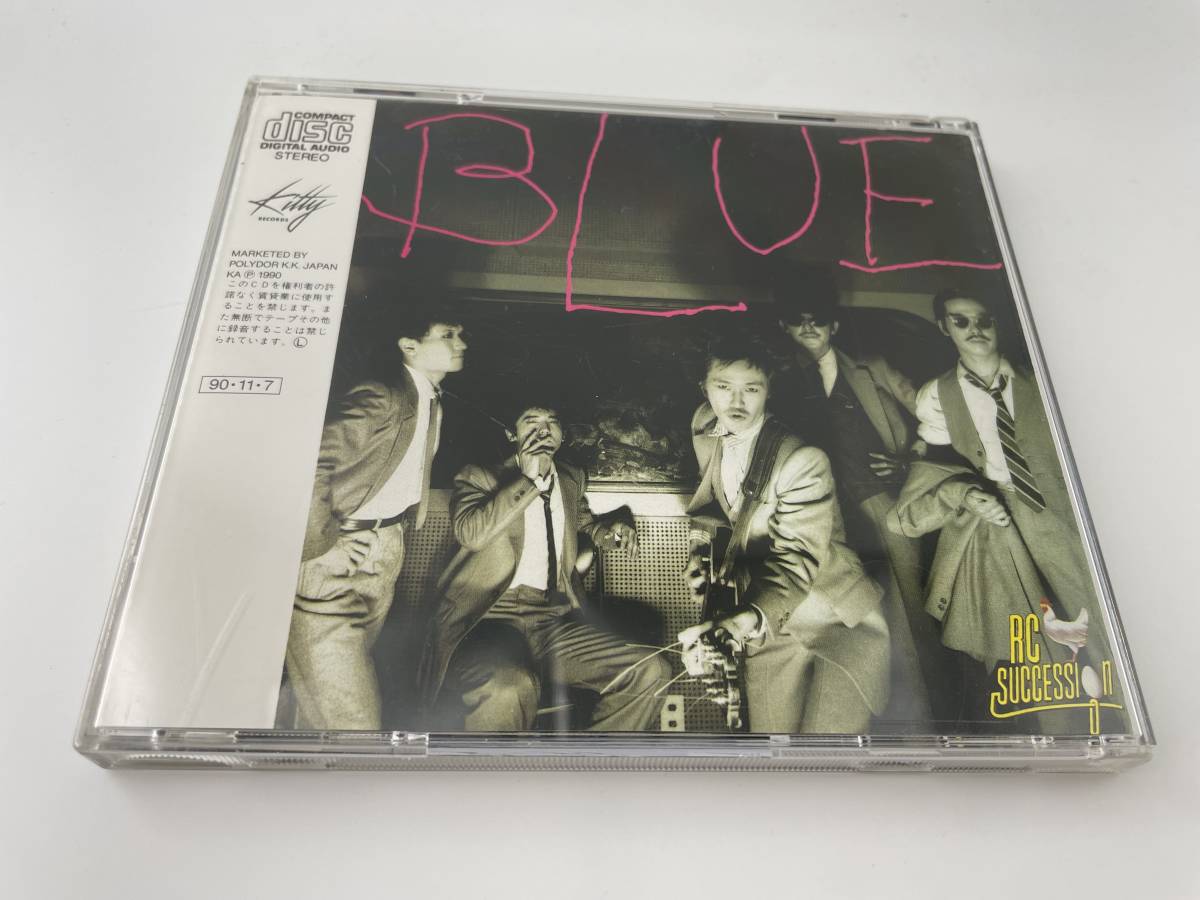 COMPACT
disc
DIGITAL AUDIO
STEREO
Kitty
RECORDS
MARKETED BY
POLYDOR K.K. JAPAN
KA Ⓟ 1990
このCDを権利者の許
諾なく賃貸業に使用す
ることを禁じます。ま
た無断でテープその他
に録音することは禁じ
られています。Ⓛ
90・11・7
BLUE
RC
SUCCESSION